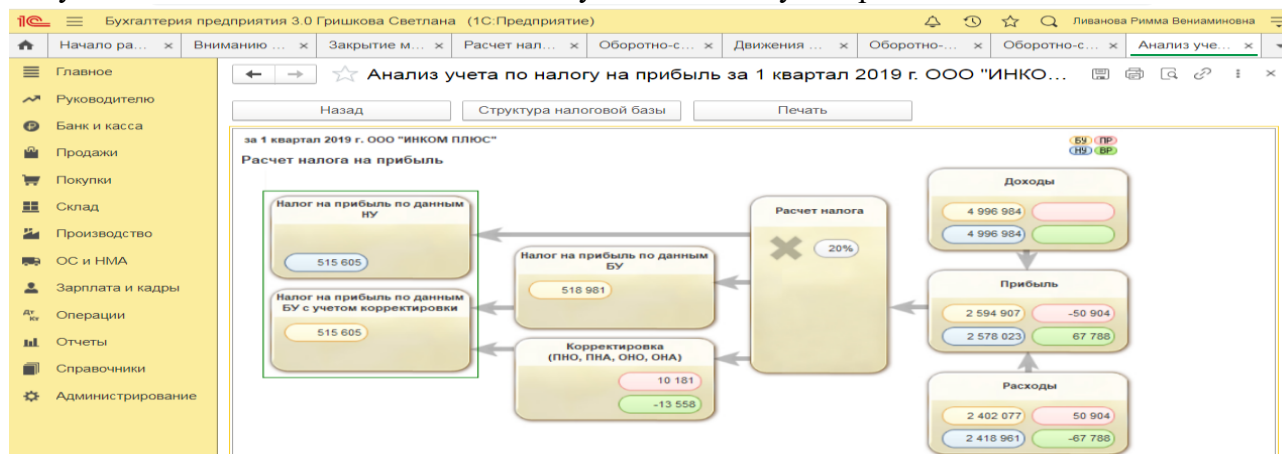 1С Бухгалтерия предприятия 3.0 Гришкова Светлана (1С:Предприятие) Ливанова Римма Вениаминовна
Начало ра... × Вниманию ... × Закрытие м... × Расчет нал... × Оборотно-с... × Движения ... × Оборотно-... × Оборотно-с... × Анализ уче... ×
Главное
Руководителю
Банк и касса
Продажи
Покупки
Склад
Производство
ОС и НМА
Зарплата и кадры
Операции
Отчеты
Справочники
Администрирование
Анализ учета по налогу на прибыль за 1 квартал 2019 г. ООО "ИНКО...
Назад Структура налоговой базы Печать
за 1 квартал 2019 г. ООО "ИНКОМ ПЛЮС"
БУ ПР
НУ ВР
Расчет налога на прибыль
Налог на прибыль по данным
НУ
515 605
Налог на прибыль по данным
БУ с учетом корректировки
515 605
Налог на прибыль по данным
БУ
518 981
Корректировка
(ПНО, ПНА, ОНО, ОНА)
10 181
-13 558
Расчет налога
20%
Доходы
4 996 984
4 996 984
Прибыль
2 594 907 -50 904
2 578 023 67 788
Расходы
2 402 077 50 904
2 418 961 -67 788